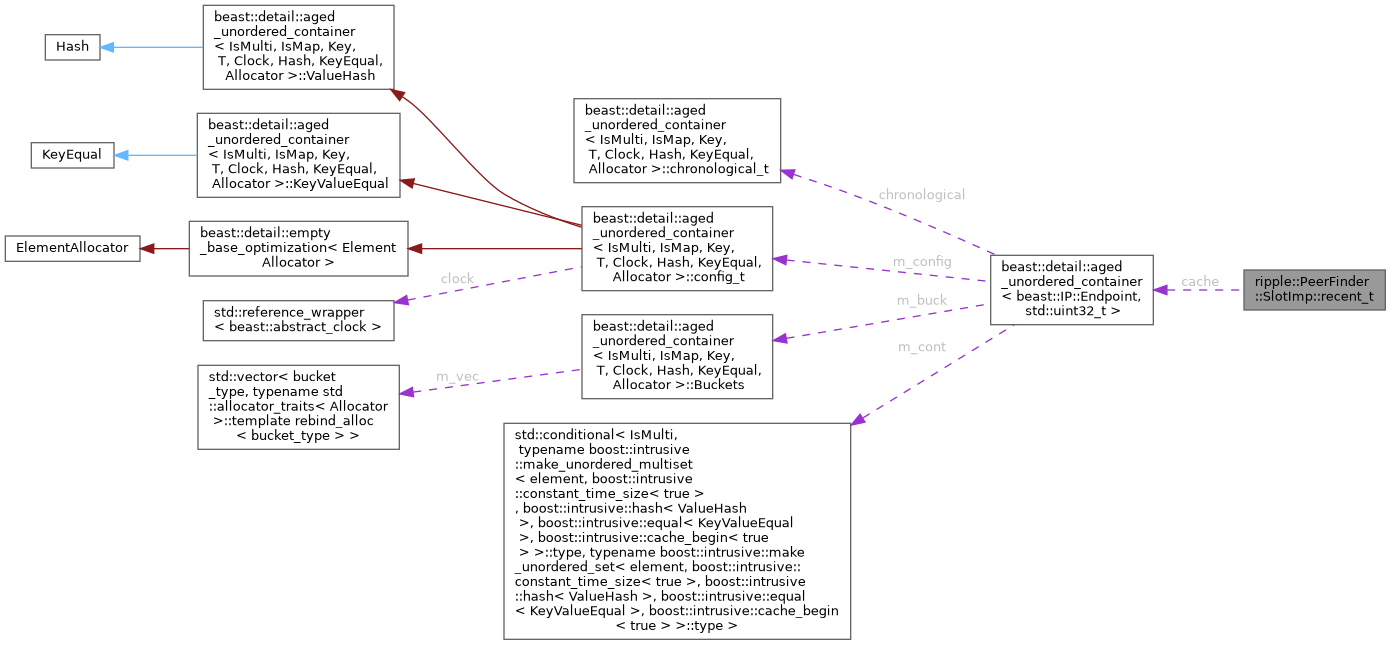 beast::detail::aged
_unordered_container
< IsMulti, IsMap, Key,
T, Clock, Hash, KeyEqual,
Allocator >::ValueHash
Hash
beast::detail::aged
_unordered_container
< IsMulti, IsMap, Key,
T, Clock, Hash, KeyEqual,
Allocator >::KeyValueEqual
KeyEqual
beast::detail::empty
_base_optimization< Element
Allocator >
ElementAllocator
std::reference_wrapper
< beast::abstract_clock >
std::vector< bucket
_type, typename std
::allocator_traits< Allocator
>::template rebind_alloc
< bucket_type > >
clock
m_vec
beast::detail::aged
_unordered_container
< IsMulti, IsMap, Key,
T, Clock, Hash, KeyEqual,
Allocator >::chronological_t
beast::detail::aged
_unordered_container
< IsMulti, IsMap, Key,
T, Clock, Hash, KeyEqual,
Allocator >::config_t
beast::detail::aged
_unordered_container
< IsMulti, IsMap, Key,
T, Clock, Hash, KeyEqual,
Allocator >::Buckets
std::conditional< IsMulti,
typename boost::intrusive
::make_unordered_multiset
< element, boost::intrusive
::constant_time_size< true >
, boost::intrusive::hash< ValueHash
>, boost::intrusive::equal< KeyValueEqual
>, boost::intrusive::cache_begin< true
> >::type, typename boost::intrusive::make
_unordered_set< element, boost::intrusive::
constant_time_size< true >, boost::intrusive
::hash< ValueHash >, boost::intrusive::equal
< KeyValueEqual >, boost::intrusive::cache_begin
< true > >::type >
chronological
m_config
m_buck
m_cont
beast::detail::aged
_unordered_container
< beast::IP::Endpoint,
std::uint32_t >
cache
ripple::PeerFinder
::SlotImp::recent_t